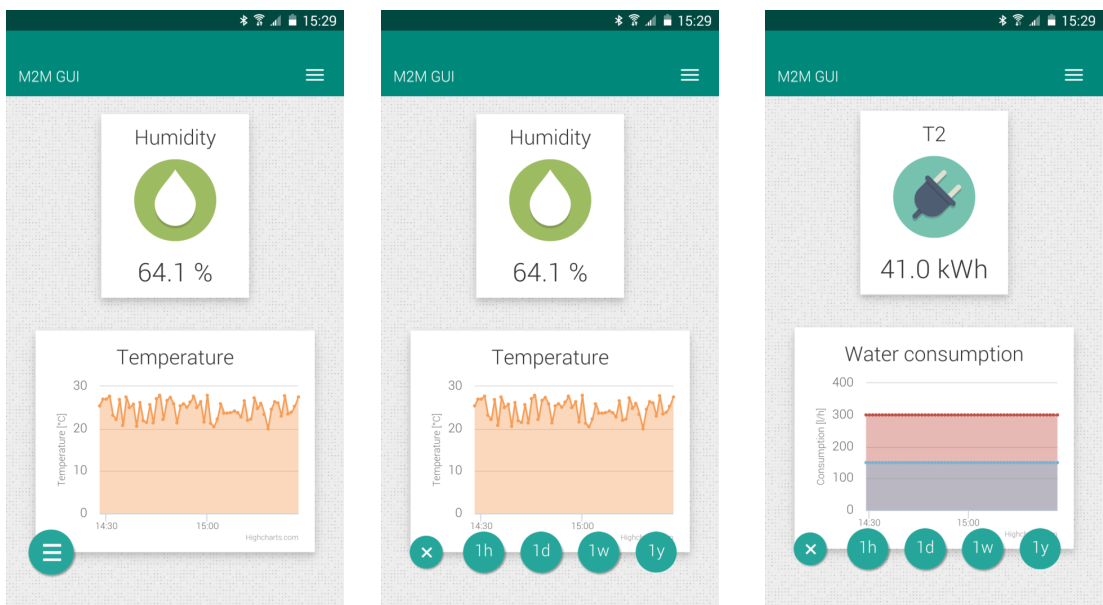 15:29
M2M GUI
Humidity
64.1 %
Temperature
30
20
10
0
Temperature [°C]
14:30
15:00
Highcharts.com
15:29
M2M GUI
Humidity
64.1 %
Temperature
30
20
10
0
Temperature [°C]
14:30
15:00
Highc
1h
1d
1w
1y
15:29
M2M GUI
T2
41.0 kWh
Water consumption
400
300
200
100
0
Consumption [l/h]
14:30
15:00
High
1h
1d
1w
1y